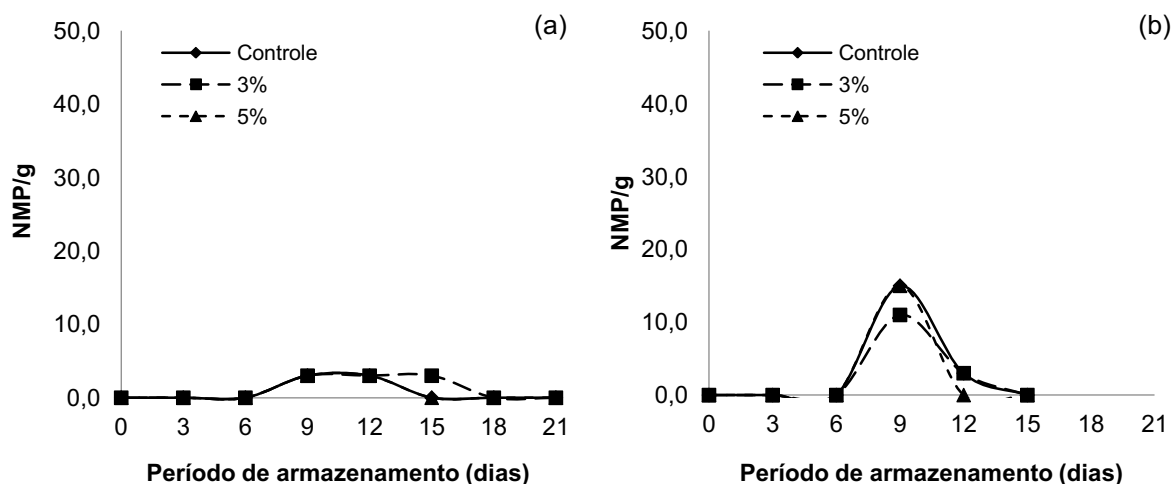 (a)
50,0
40,0
30,0
20,0
10,0
0,0
NMP/g
Controle
3%
5%
0 3 6 9 12 15 18 21
Período de armazenamento (dias)
(b)
50,0
40,0
30,0
20,0
10,0
0,0
NMP/g
Controle
3%
5%
0 3 6 9 12 15 18 21
Período de armazenamento (dias)